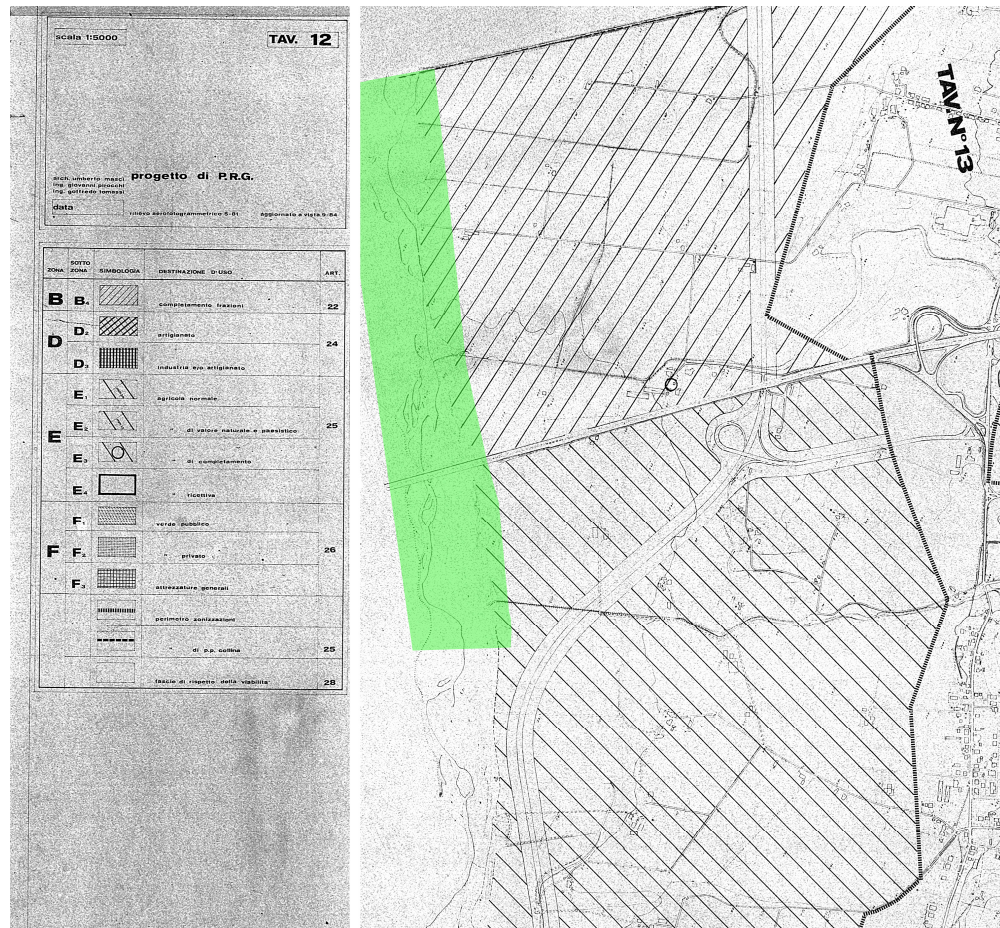 scala 1:5000
TAV. 12
arch. umberto masci
ing. giovanni pirocchi
ing. goffredo tomassi
progetto di P.R.G.
data
rilievo aerofotogrammetrico 5-81
aggiornato a vista 9-84
ZONA
SOTTO ZONA
SIMBOLOGIA
DESTINAZIONE D'USO
ART.
B B4 completamento frazioni 22
D D2 artigianato 24
D3 industria e/o artigianato
E E1 agricola normale 25
E2 " di valore naturale e paesistico
E3 " di completamento
E4 " ricettiva
F F1 verde pubblico 26
F2 " privato
F3 attrezzature generali
perimetro zonizzazioni
" di p.p. collina 25
fascie di rispetto della viabilità 28
TAV. N° 13